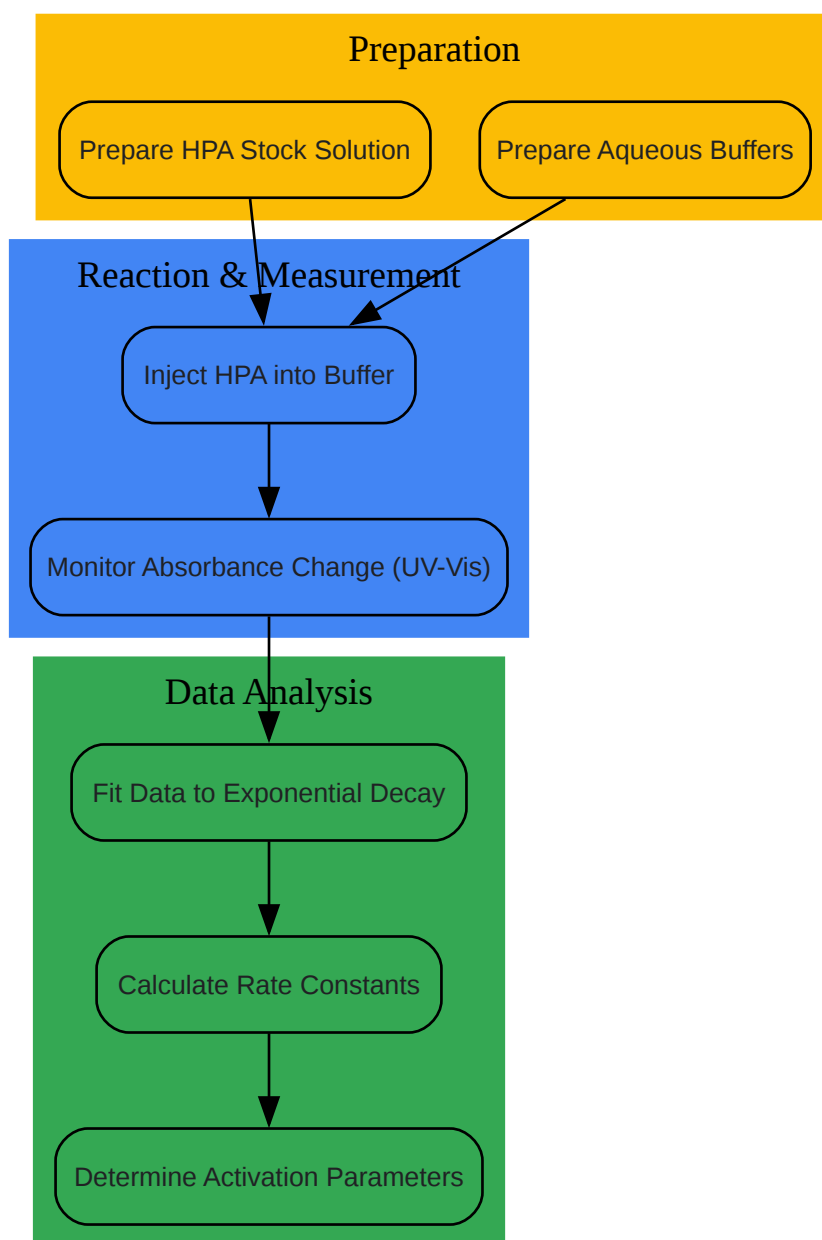 Preparation
Prepare HPA Stock Solution
Prepare Aqueous Buffers
Reaction & Measurement
Inject HPA into Buffer
Monitor Absorbance Change (UV-Vis)
Data Analysis
Fit Data to Exponential Decay
Calculate Rate Constants
Determine Activation Parameters